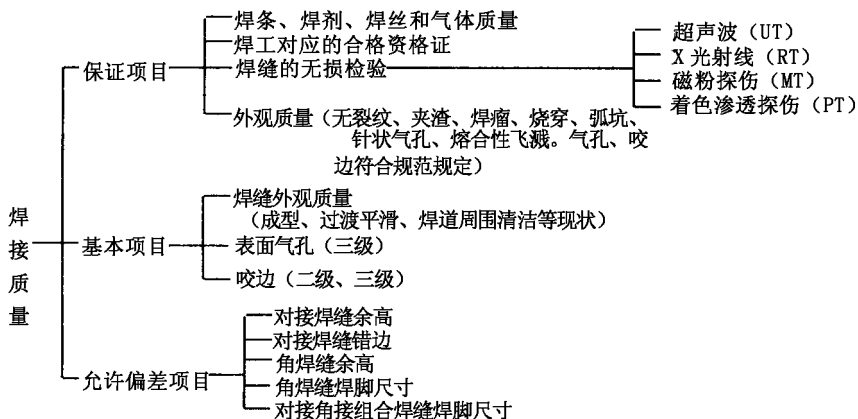 焊接质量
保证项目
焊条、焊剂、焊丝和气体质量
焊工对应的合格资格证
焊缝的无损检验
超声波（UT）
X光射线（RT）
磁粉探伤（MT）
着色渗透探伤（PT）
外观质量（无裂纹、夹渣、焊瘤、烧穿、弧坑、
针状气孔、熔合性飞溅。气孔、咬
边符合规范规定）
基本项目
焊缝外观质量
（成型、过渡平滑、焊道周围清洁等现状）
表面气孔（三级）
咬边（二级、三级）
允许偏差项目
对接焊缝余高
对接焊缝错边
角焊缝余高
角焊缝焊脚尺寸
对接角接组合焊缝焊脚尺寸